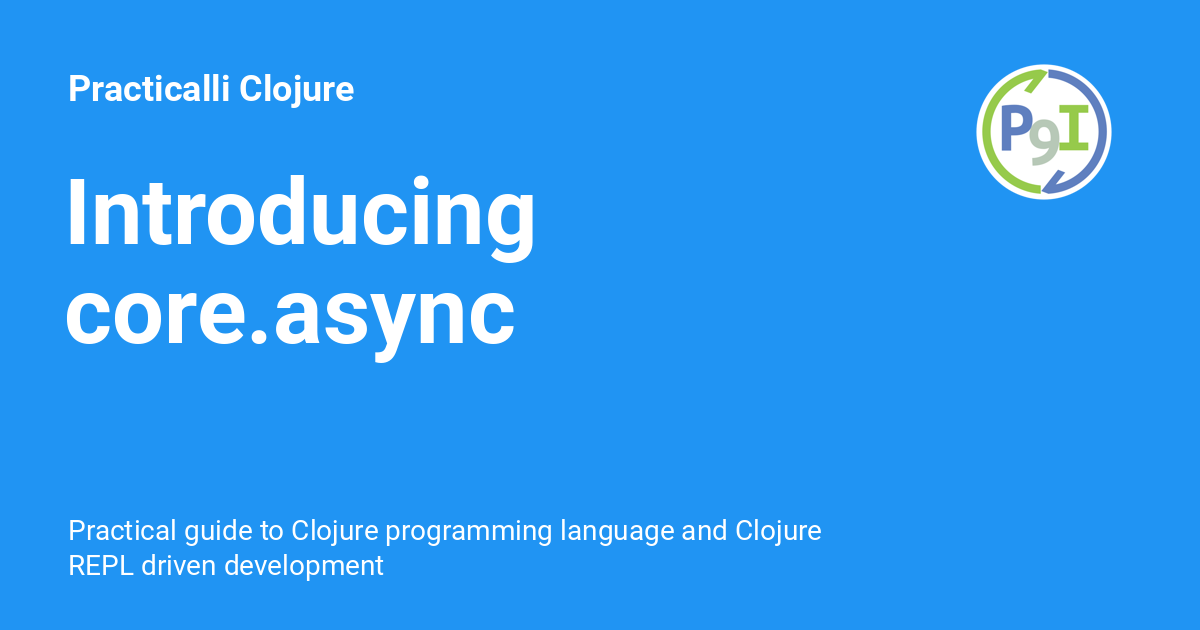 Practicalli Clojure
P9I
Introducing
core.async
Practical guide to Clojure programming language and Clojure
REPL driven development